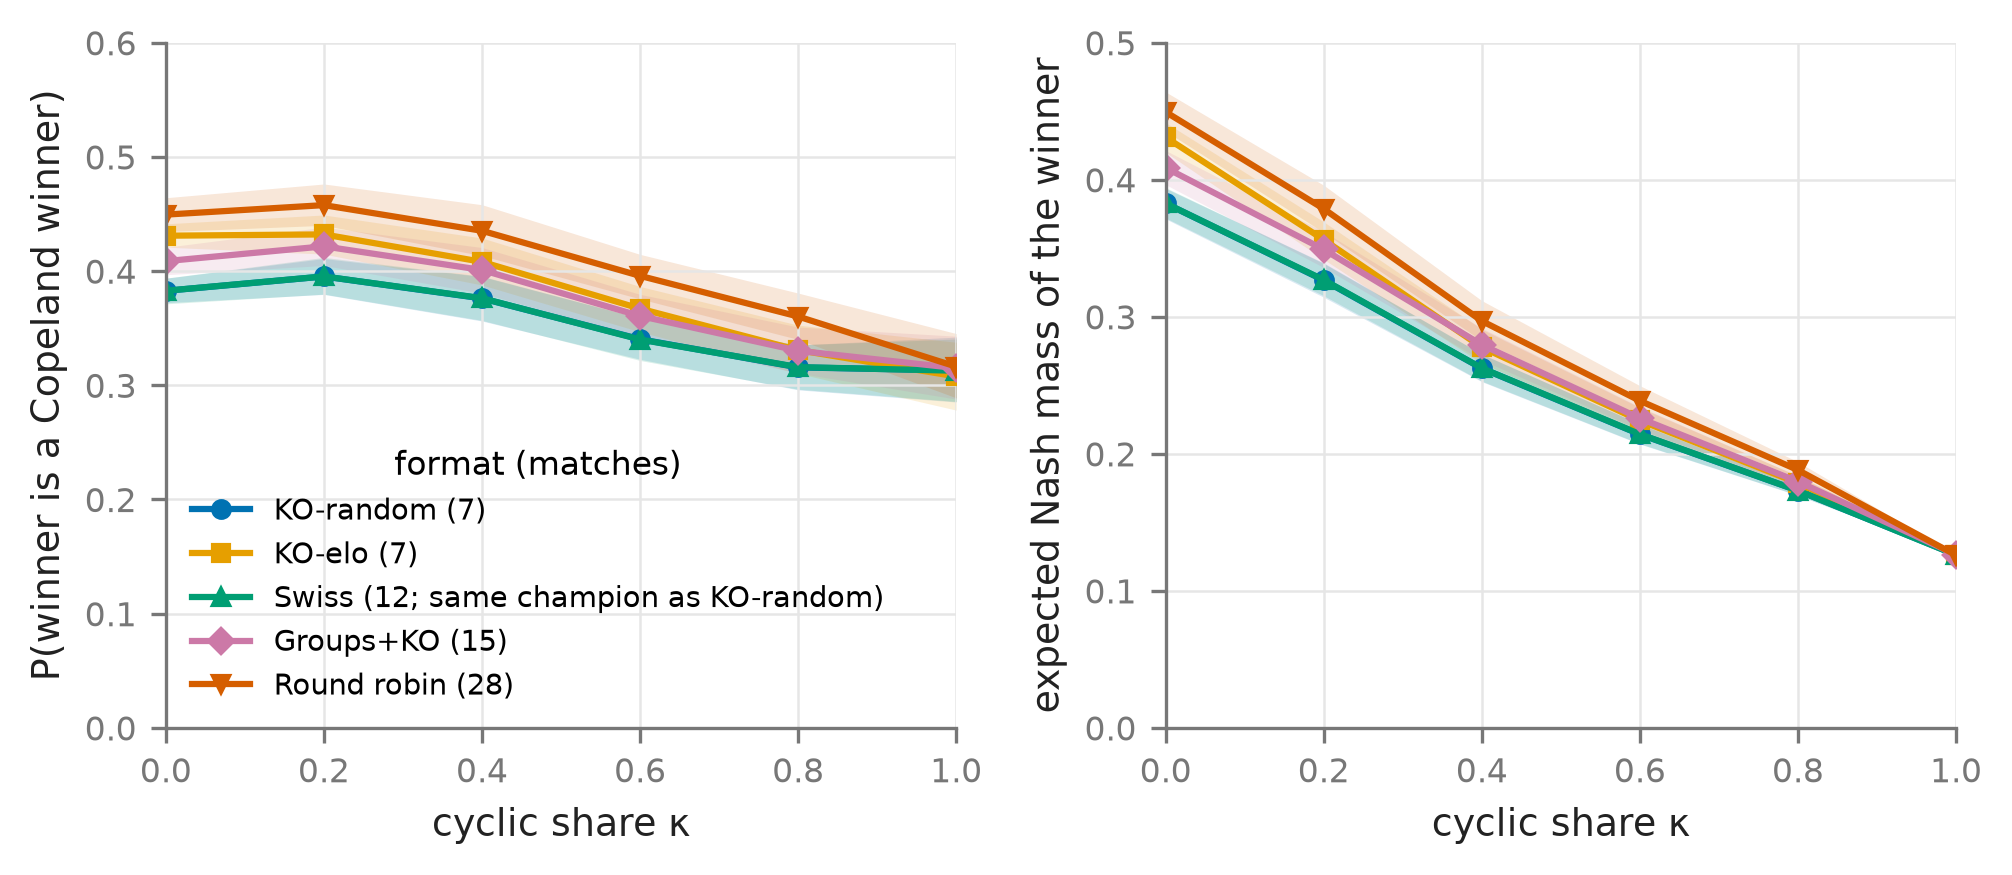 P(winner is a Copeland winner)
0.6
0.5
0.4
0.3
0.2
0.1
0.0
format (matches)
KO-random (7)
KO-elo (7)
Swiss (12; same champion as KO-random)
Groups+KO (15)
Round robin (28)
0.0 0.2 0.4 0.6 0.8 1.0
cyclic share κ
expected Nash mass of the winner
0.5
0.4
0.3
0.2
0.1
0.0
0.0 0.2 0.4 0.6 0.8 1.0
cyclic share κ